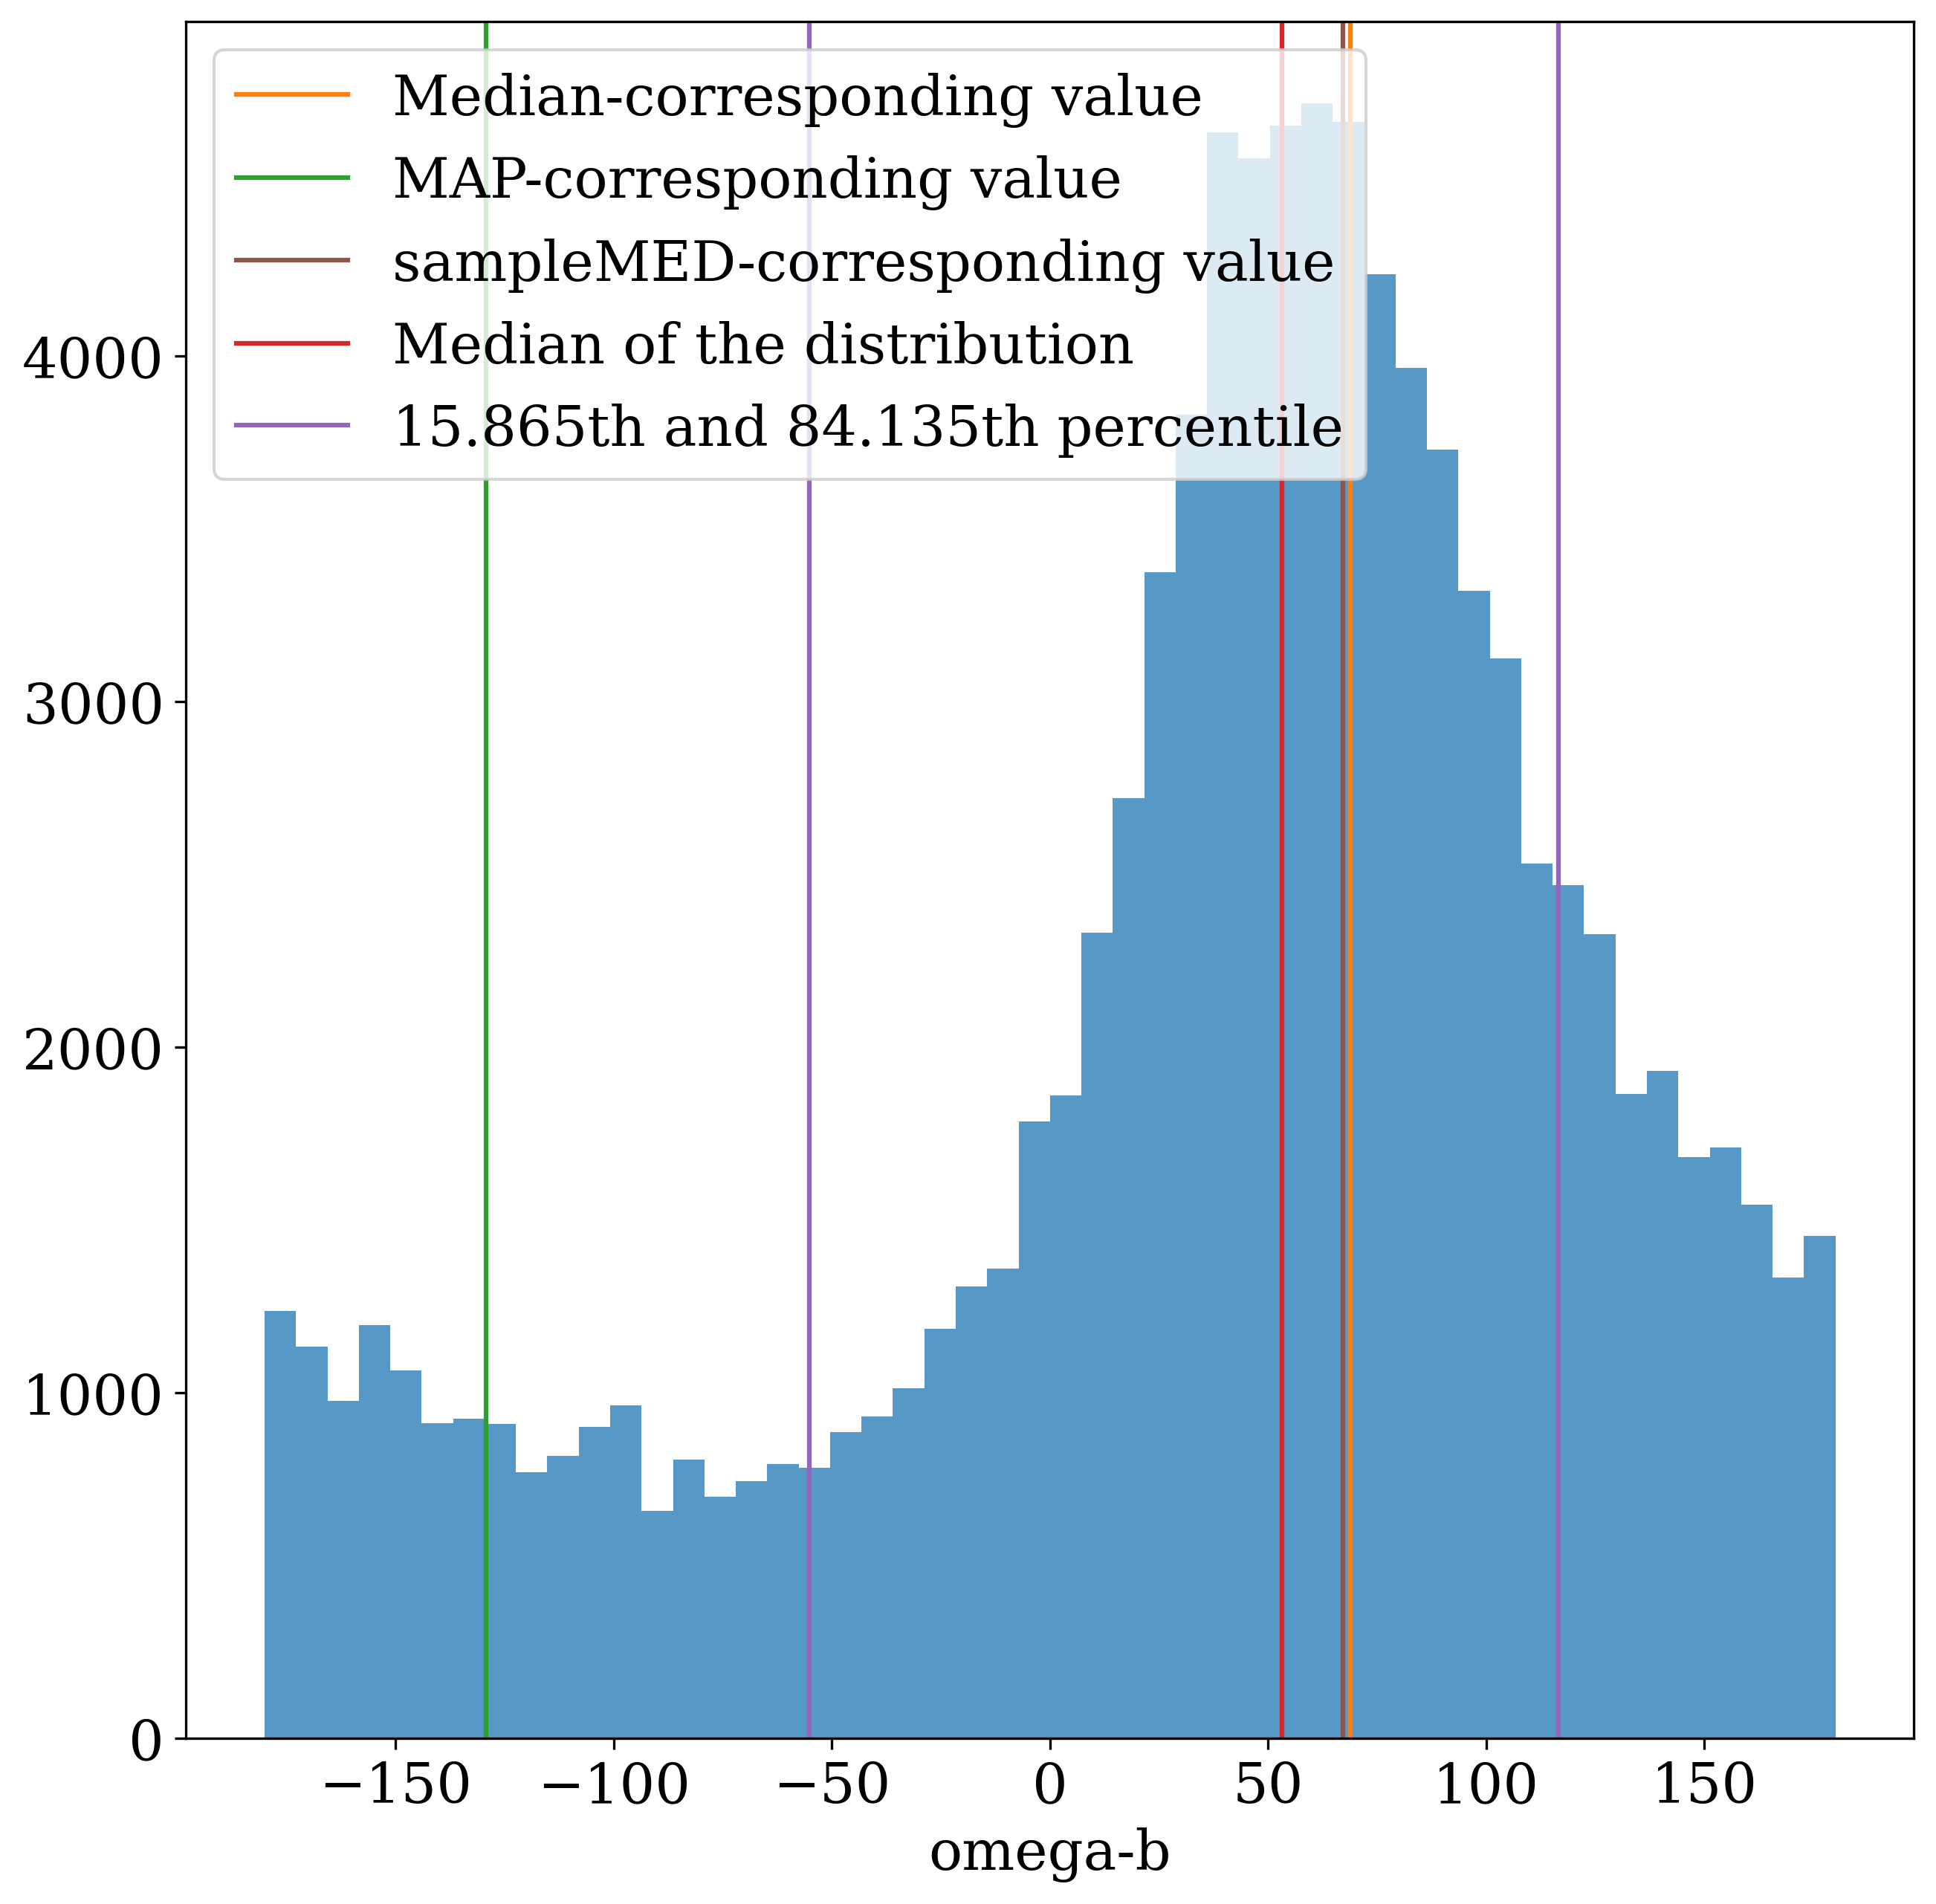 Median-corresponding value
MAP-corresponding value
sampleMED-corresponding value
Median of the distribution
15.865th and 84.135th percentile
4000
3000
2000
1000
0
−150 −100 −50 0 50 100 150
omega-b